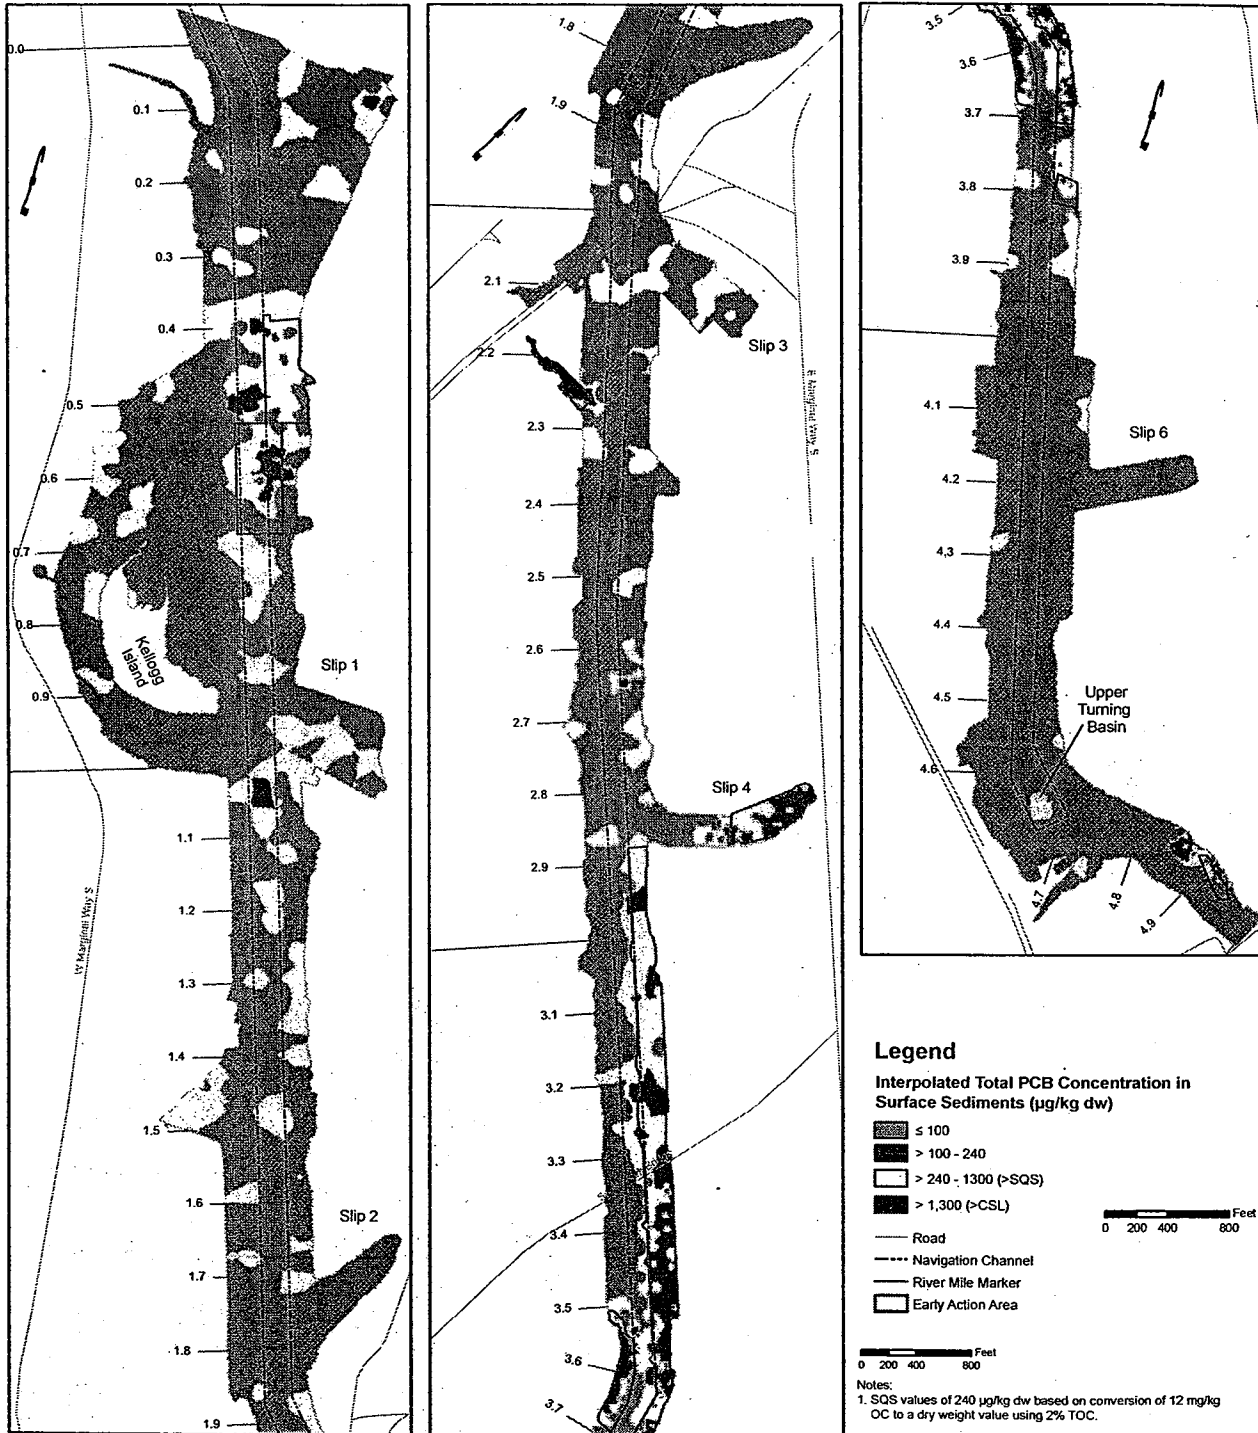 0.0
0.1
0.2
0.3
0.4
0.5
0.6
0.7
0.8
Kellogg
Island
0.9
Slip 1
W Marginal Way S
1.1
1.2
1.3
1.4
1.5
1.6
Slip 2
1.7
1.8
1.9
1.8
1.9
2.1
Slip 3
2.2
E Marginal Way S
2.3
2.4
2.5
2.6
2.7
2.8
Slip 4
2.9
3.1
3.2
3.3
3.4
3.5
3.6
3.7
3.5
3.6
3.7
3.8
3.9
4.1
Slip 6
4.2
4.3
4.4
4.5
Upper
Turning
Basin
4.6
4.7
4.8
4.9
Legend
Interpolated Total PCB Concentration in
Surface Sediments (µg/kg dw)
≤ 100
> 100 - 240
> 240 - 1300 (>SQS)
> 1,300 (>CSL)
Road
Navigation Channel
River Mile Marker
Early Action Area
Feet
0 200 400 800
Feet
0 200 400 800
Notes:
1. SQS values of 240 µg/kg dw based on conversion of 12 mg/kg
OC to a dry weight value using 2% TOC.